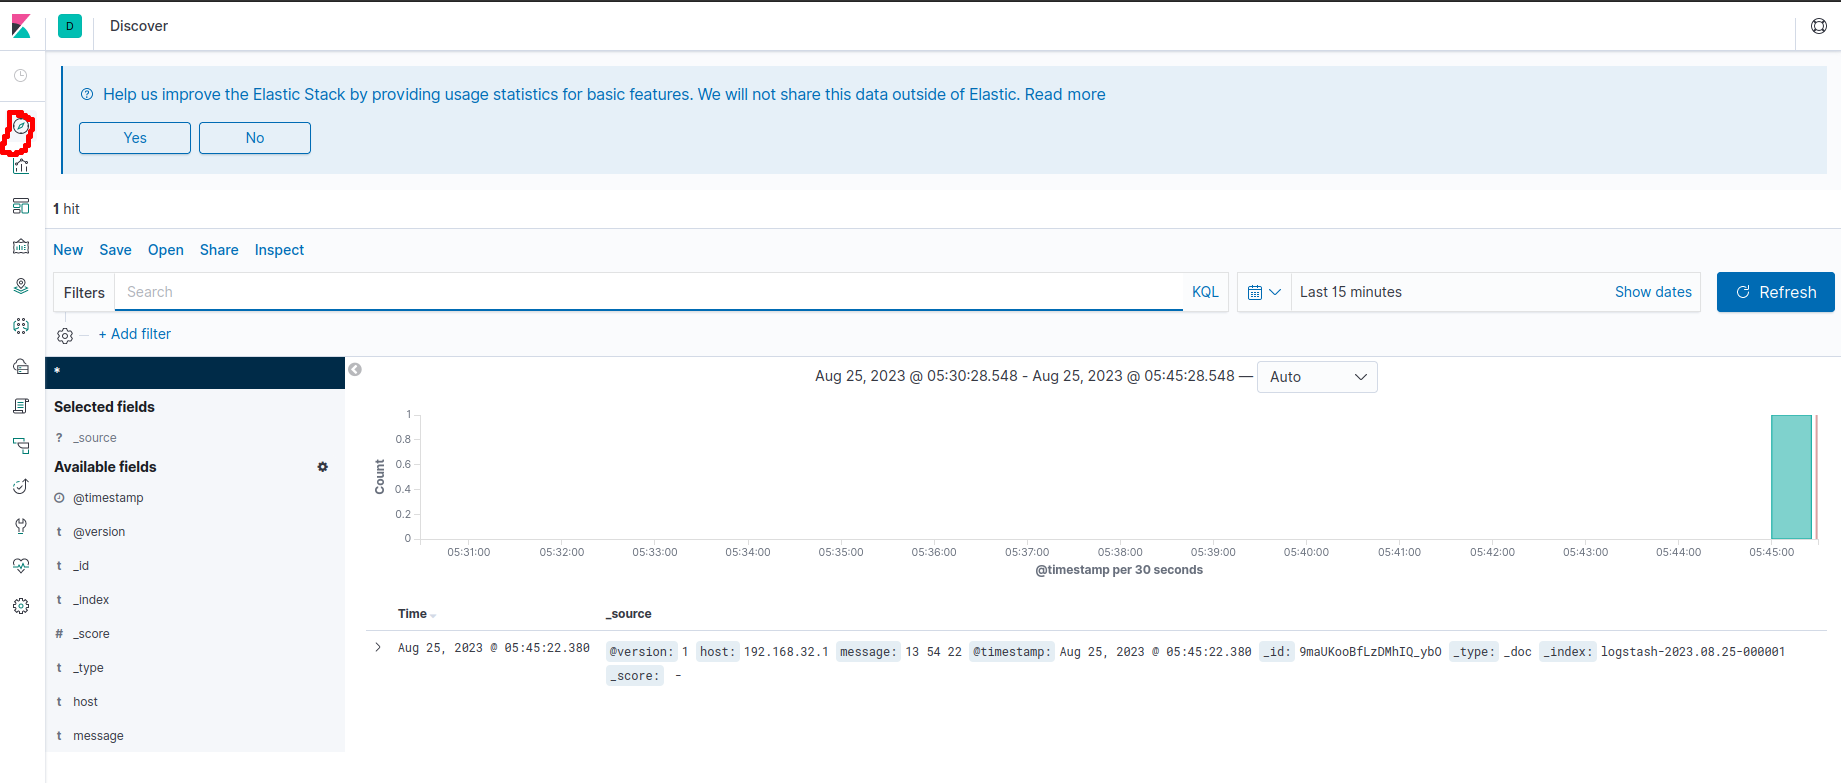 D Discover
Help us improve the Elastic Stack by providing usage statistics for basic features. We will not share this data outside of Elastic. Read more
Yes No
1 hit
New Save Open Share Inspect
Filters Search KQL Last 15 minutes Show dates Refresh
+ Add filter
*
Selected fields
? _source
Available fields
@timestamp
t @version
t _id
t _index
# _score
t _type
t host
t message
Aug 25, 2023 @ 05:30:28.548 - Aug 25, 2023 @ 05:45:28.548 — Auto
Count
1
0.8
0.6
0.4
0.2
0
05:31:00 05:32:00 05:33:00 05:34:00 05:35:00 05:36:00 05:37:00 05:38:00 05:39:00 05:40:00 05:41:00 05:42:00 05:43:00 05:44:00 05:45:00
@timestamp per 30 seconds
Time _source
Aug 25, 2023 @ 05:45:22.380 @version: 1 host: 192.168.32.1 message: 13 54 22 @timestamp: Aug 25, 2023 @ 05:45:22.380 _id: 9maUKooBfLzDMhIQ_ybO _type: _doc _index: logstash-2023.08.25-000001
_score: -